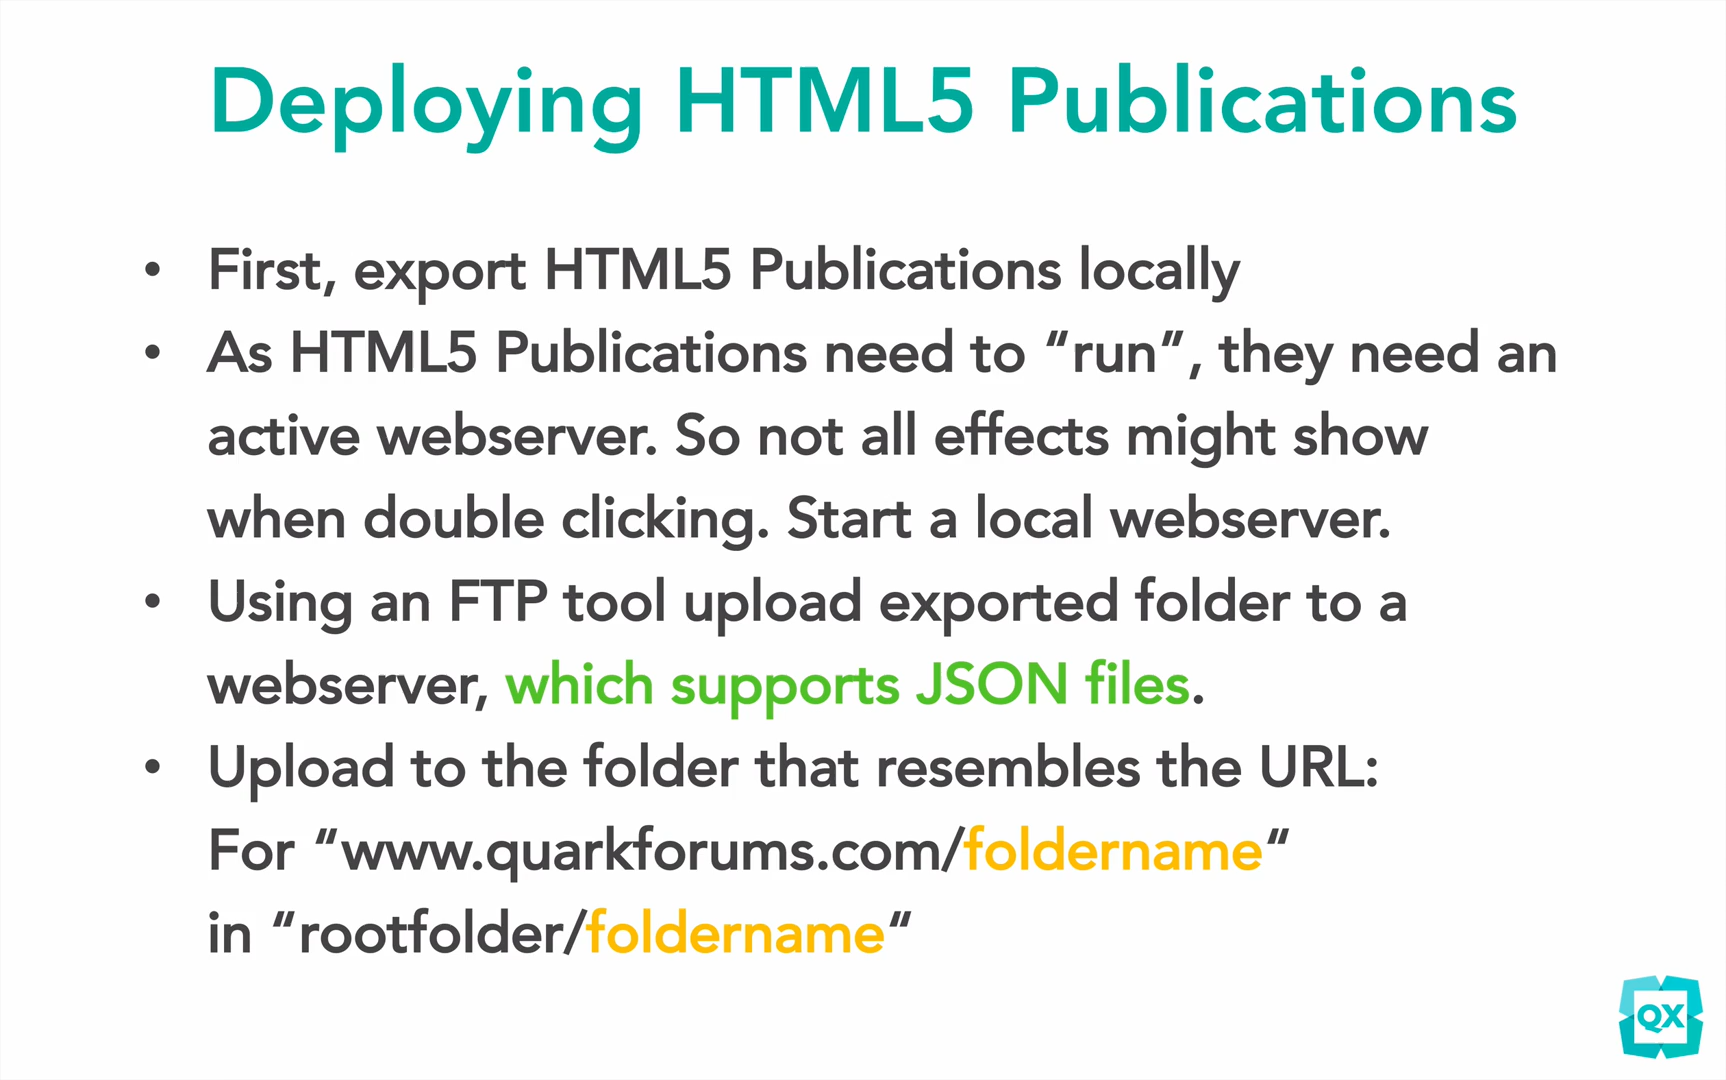 Deploying HTML5 Publications
• First, export HTML5 Publications locally
• As HTML5 Publications need to “run”, they need an
active webserver. So not all effects might show
when double clicking. Start a local webserver.
• Using an FTP tool upload exported folder to a
webserver, which supports JSON files.
• Upload to the folder that resembles the URL:
For “www.quarkforums.com/foldername“
in “rootfolder/foldername“
QX